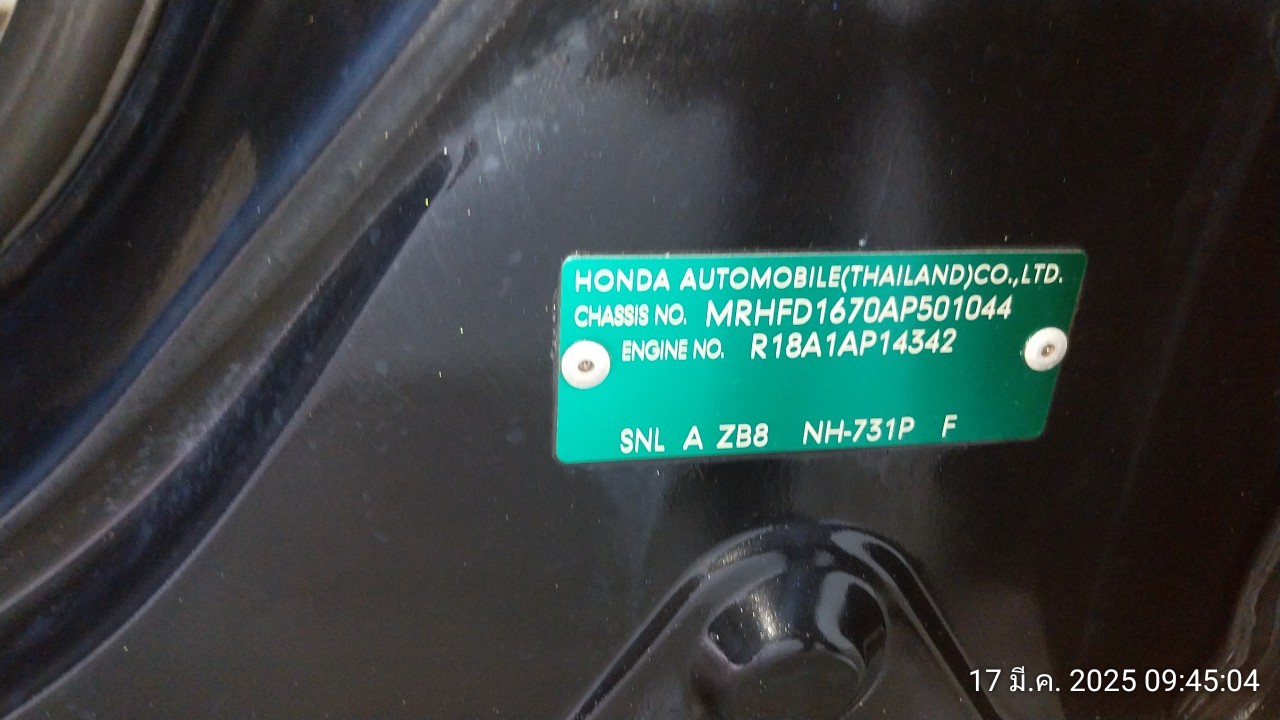 HONDA AUTOMOBILE(THAILAND)CO.,LTD.
CHASSIS NO. MRHFD1670AP501044
ENGINE NO. R18A1AP14342
SNL A ZB8 NH-731P F
17 มี.ค. 2025 09:45:04